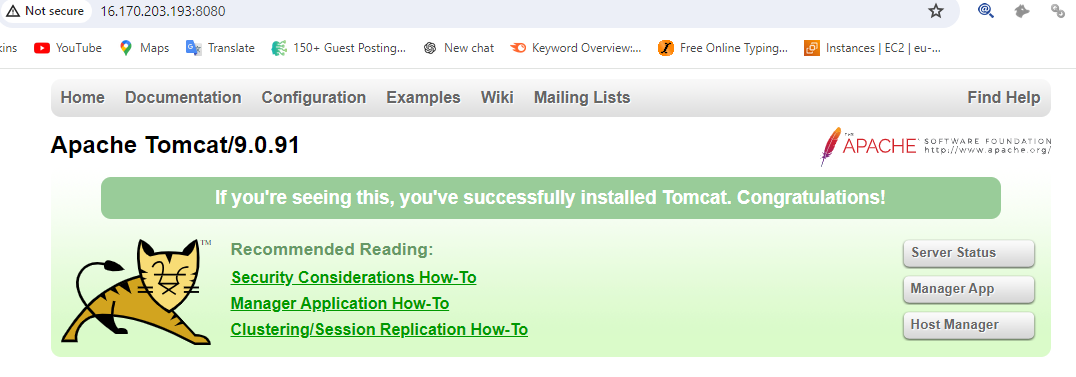 Not secure 16.170.203.193:8080
kins YouTube Maps Translate 150+ Guest Posting... New chat Keyword Overview:... Free Online Typing... Instances | EC2 | eu-...
Home Documentation Configuration Examples Wiki Mailing Lists Find Help
Apache Tomcat/9.0.91
THE APACHE SOFTWARE FOUNDATION
http://www.apache.org/
If you're seeing this, you've successfully installed Tomcat. Congratulations!
TM
Recommended Reading:
Security Considerations How-To
Manager Application How-To
Clustering/Session Replication How-To
Server Status
Manager App
Host Manager